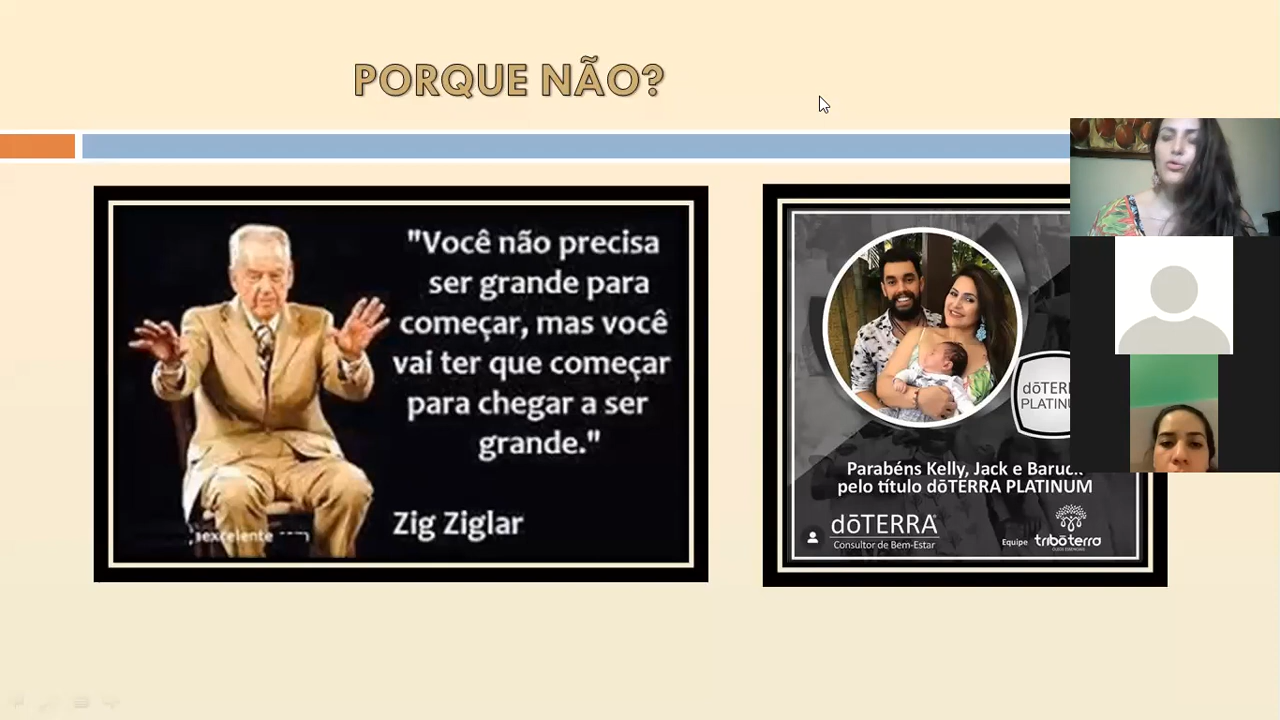 PORQUE NÃO?
"Você não precisa
ser grande para
começar, mas você
vai ter que começar
para chegar a ser
grande."
Zig Ziglar
Parabéns Kelly, Jack e Baruck
pelo título dōTERRA PLATINUM
dōTERRA
Consultor de Bem-Estar
Equipe tribōterra